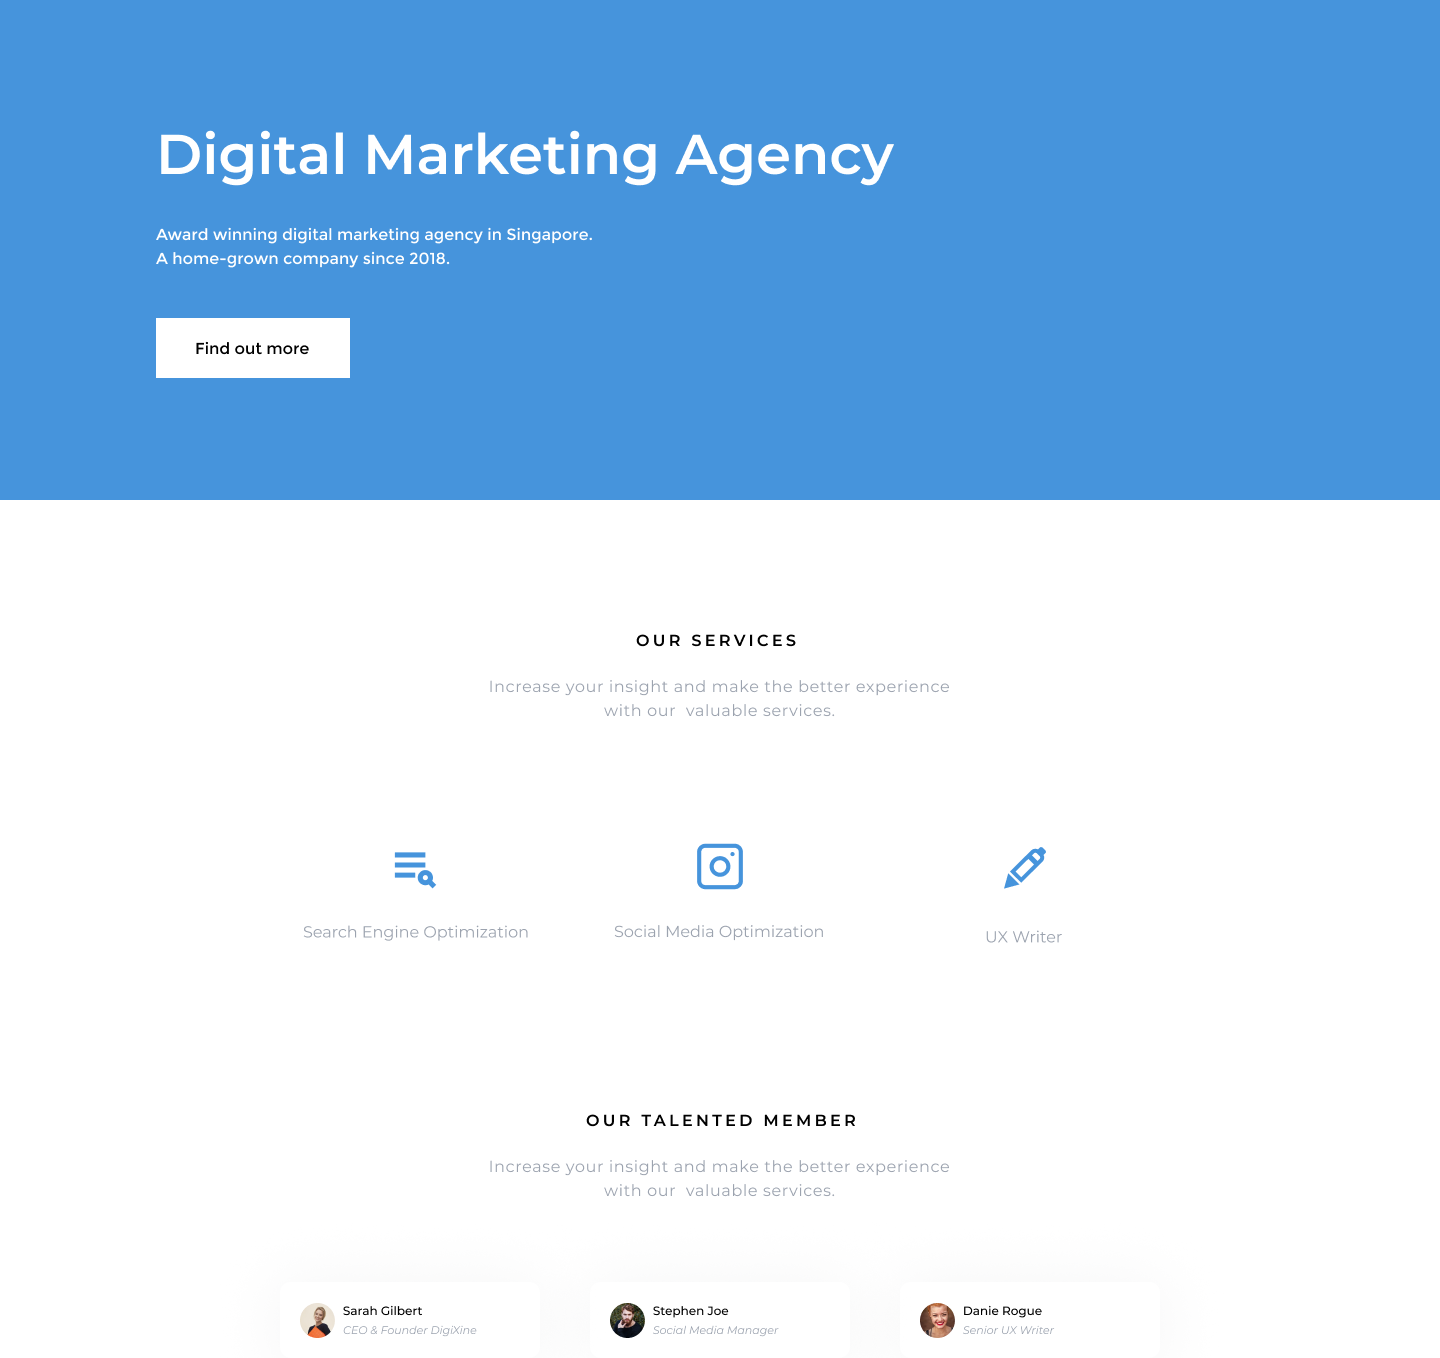 Digital Marketing Agency
Award winning digital marketing agency in Singapore.
A home-grown company since 2018.
Find out more
OUR SERVICES
Increase your insight and make the better experience
with our  valuable services.
Search Engine Optimization
Social Media Optimization
UX Writer
OUR TALENTED MEMBER
Increase your insight and make the better experience
with our  valuable services.
Sarah Gilbert
CEO & Founder DigiXine
Stephen Joe
Social Media Manager
Danie Rogue
Senior UX Writer